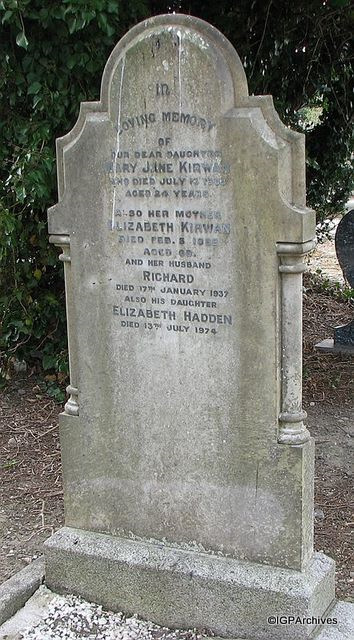 IN
LOVING MEMORY
OF
OUR DEAR DAUGHTER
MARY JANE KIRWAN
WHO DIED JULY
AGED 24 YEARS
ALSO HER MOTHER
ELIZABETH KIRWAN
DIED FEB. 5
AGED
AND HER HUSBAND
RICHARD
DIED 17TH JANUARY 1937
ALSO HIS DAUGHTER
ELIZABETH HADDEN
DIED 13TH JULY 1974
©IGPArchives